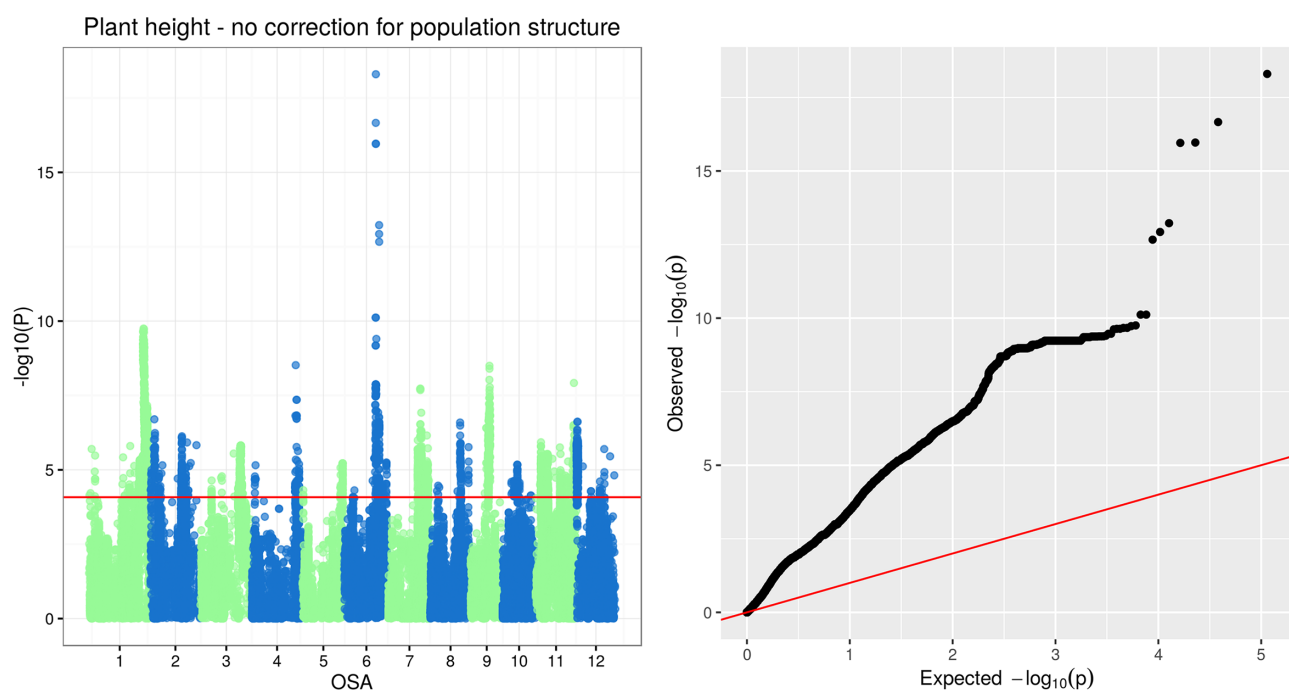 Plant height - no correction for population structure
-log10(P)
15
10
5
0
1 2 3 4 5 6 7 8 9 10 11 12
OSA
Observed −log10(p)
15
10
5
0
0 1 2 3 4 5
Expected −log10(p)